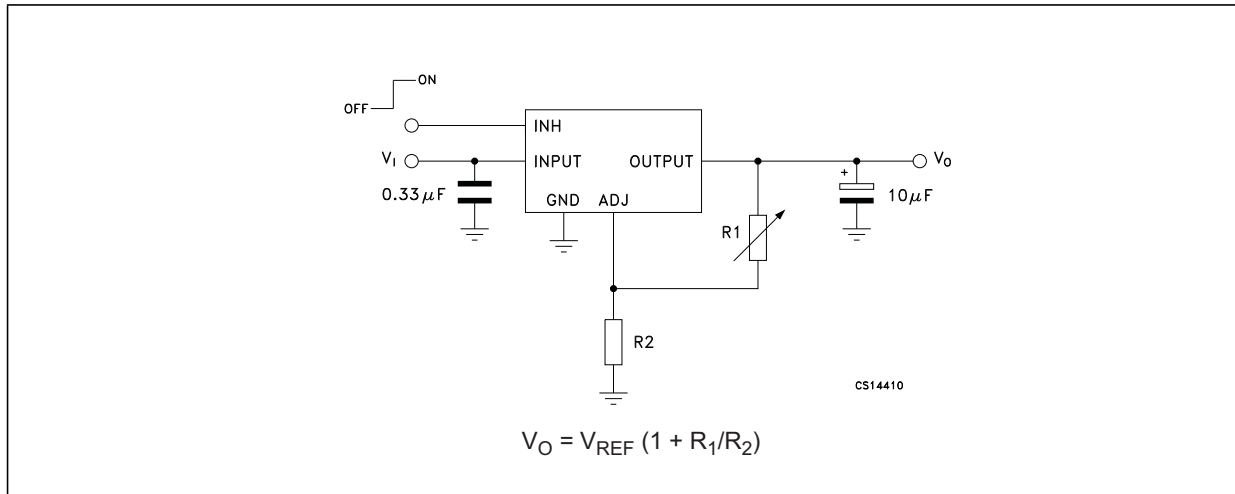 ON
OFF
INH
V_I
INPUT
OUTPUT
V_O
0.33µF
GND
ADJ
+
10µF
R1
R2
CS14410
V_O = V_REF (1 + R_1/R_2)